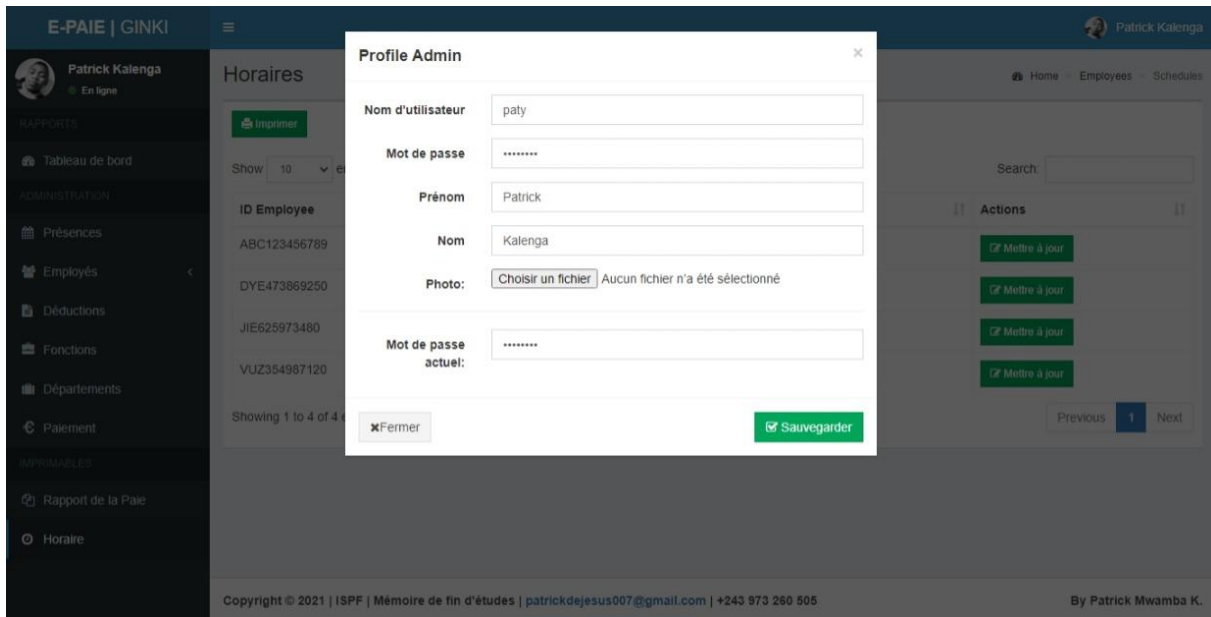 E-PAIE | GINKI
Patrick Kalenga
Patrick Kalenga
En ligne
RAPPORTS
Tableau de bord
ADMINISTRATION
Présences
Employés
Déductions
Fonctions
Départements
Paiement
IMPRIMABLES
Rapport de la Paie
Horaire
Horaires
Home > Employees > Schedules
Imprimer
Show 10
Search:
ID Employee Actions
ABC123456789 Mettre à jour
DYE473869250 Mettre à jour
JIE625973480 Mettre à jour
VUZ354987120 Mettre à jour
Showing 1 to 4 of 4
Previous 1 Next
Profile Admin ×
Nom d'utilisateur paty
Mot de passe ••••••••
Prénom Patrick
Nom Kalenga
Photo: Choisir un fichier Aucun fichier n'a été sélectionné
Mot de passe
actuel: ••••••••
Fermer Sauvegarder
Copyright © 2021 | ISPF | Mémoire de fin d'études | patrickdejesus007@gmail.com | +243 973 260 505
By Patrick Mwamba K.